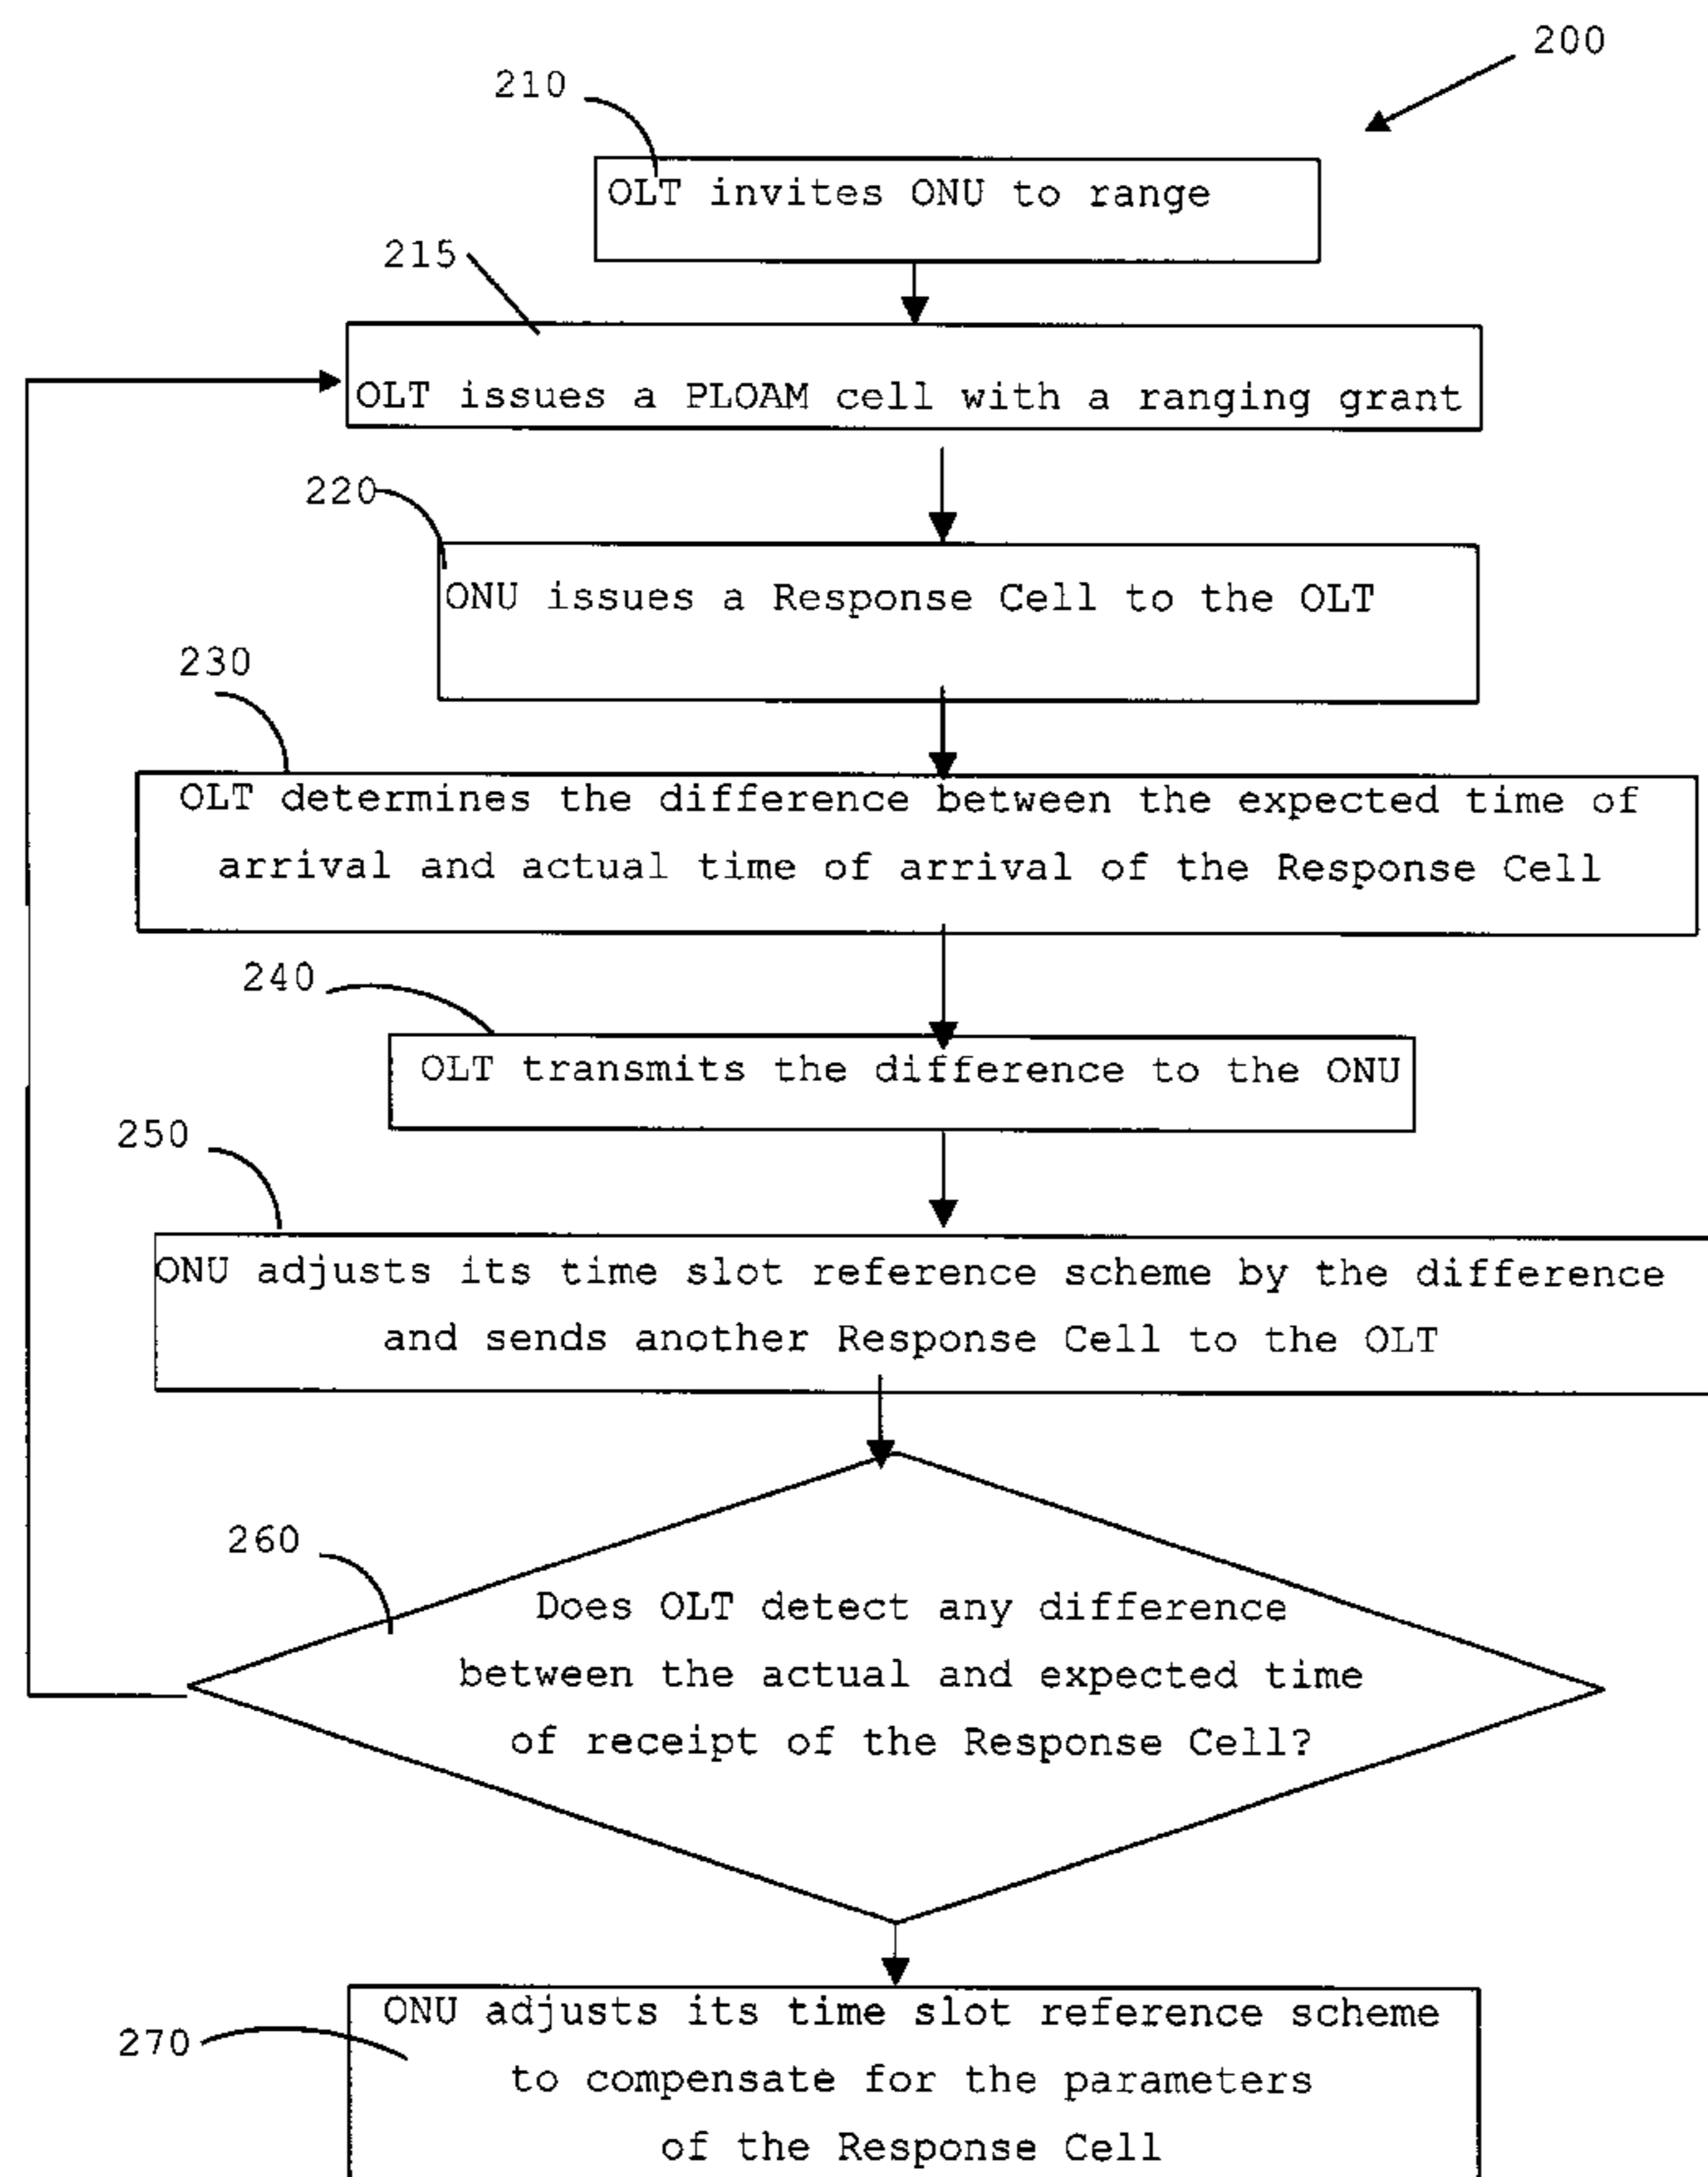 200
210
OLT invites ONU to range
215
OLT issues a PLOAM cell with a ranging grant
220
ONU issues a Response Cell to the OLT
230
OLT determines the difference between the expected time of
arrival and actual time of arrival of the Response Cell
240
OLT transmits the difference to the ONU
250
ONU adjusts its time slot reference scheme by the difference
and sends another Response Cell to the OLT
260
Does OLT detect any difference
between the actual and expected time
of receipt of the Response Cell?
270
ONU adjusts its time slot reference scheme
to compensate for the parameters
of the Response Cell